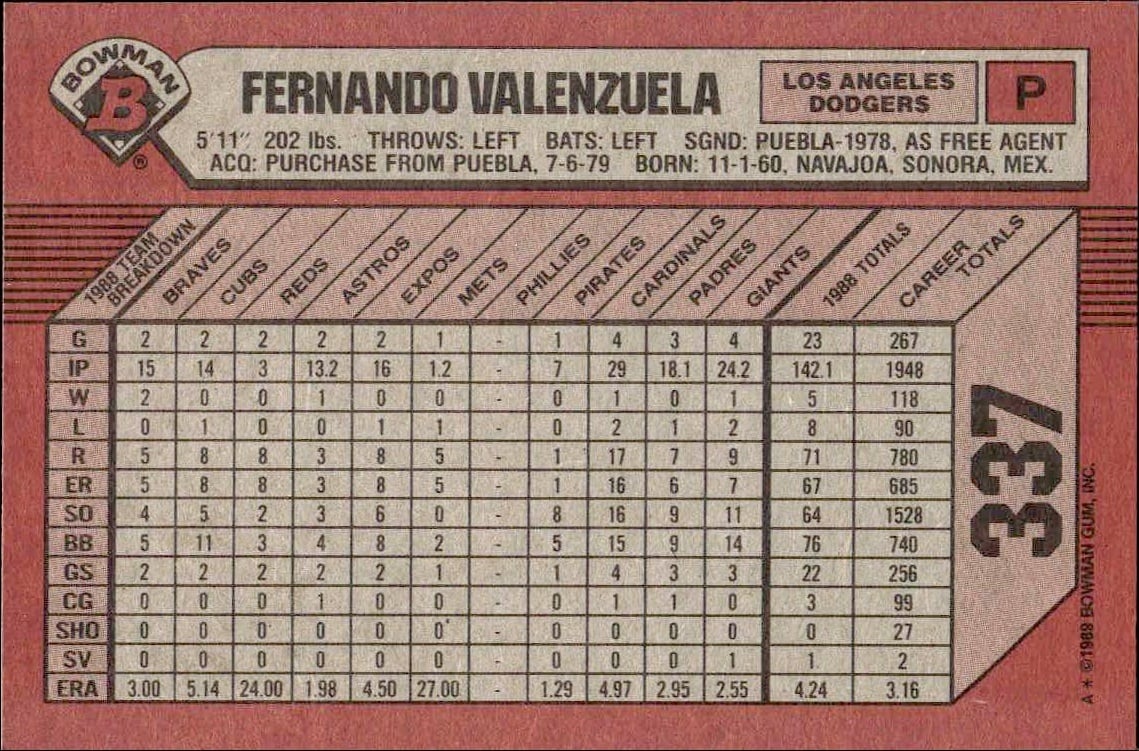 BOWMAN
B
®
FERNANDO VALENZUELA
LOS ANGELES
DODGERS
P
5'11" 202 lbs. THROWS: LEFT BATS: LEFT SGND: PUEBLA-1978, AS FREE AGENT
ACQ: PURCHASE FROM PUEBLA, 7-6-79 BORN: 11-1-60, NAVAJOA, SONORA, MEX.
1988 TEAM BREAKDOWN BRAVES CUBS REDS ASTROS EXPOS METS PHILLIES PIRATES CARDINALS PADRES GIANTS 1988 TOTALS CAREER TOTALS
G 2 2 2 2 2 1 - 1 4 3 4 23 267
IP 15 14 3 13.2 16 1.2 - 7 29 18.1 24.2 142.1 1948
W 2 0 0 1 0 0 - 0 1 0 1 5 118
L 0 1 0 0 1 1 - 0 2 1 2 8 90
R 5 8 8 3 8 5 - 1 17 7 9 71 780
ER 5 8 8 3 8 5 - 1 16 6 7 67 685
SO 4 5 2 3 6 0 - 8 16 9 11 64 1528
BB 5 11 3 4 8 2 - 5 15 9 14 76 740
GS 2 2 2 2 2 1 - 1 4 3 3 22 256
CG 0 0 0 1 0 0 - 0 1 1 0 3 99
SHO 0 0 0 0 0 0 - 0 0 0 0 0 27
SV 0 0 0 0 0 0 - 0 0 0 1 1 2
ERA 3.00 5.14 24.00 1.98 4.50 27.00 - 1.29 4.97 2.95 2.55 4.24 3.16
337
A * ©1988 BOWMAN GUM, INC.